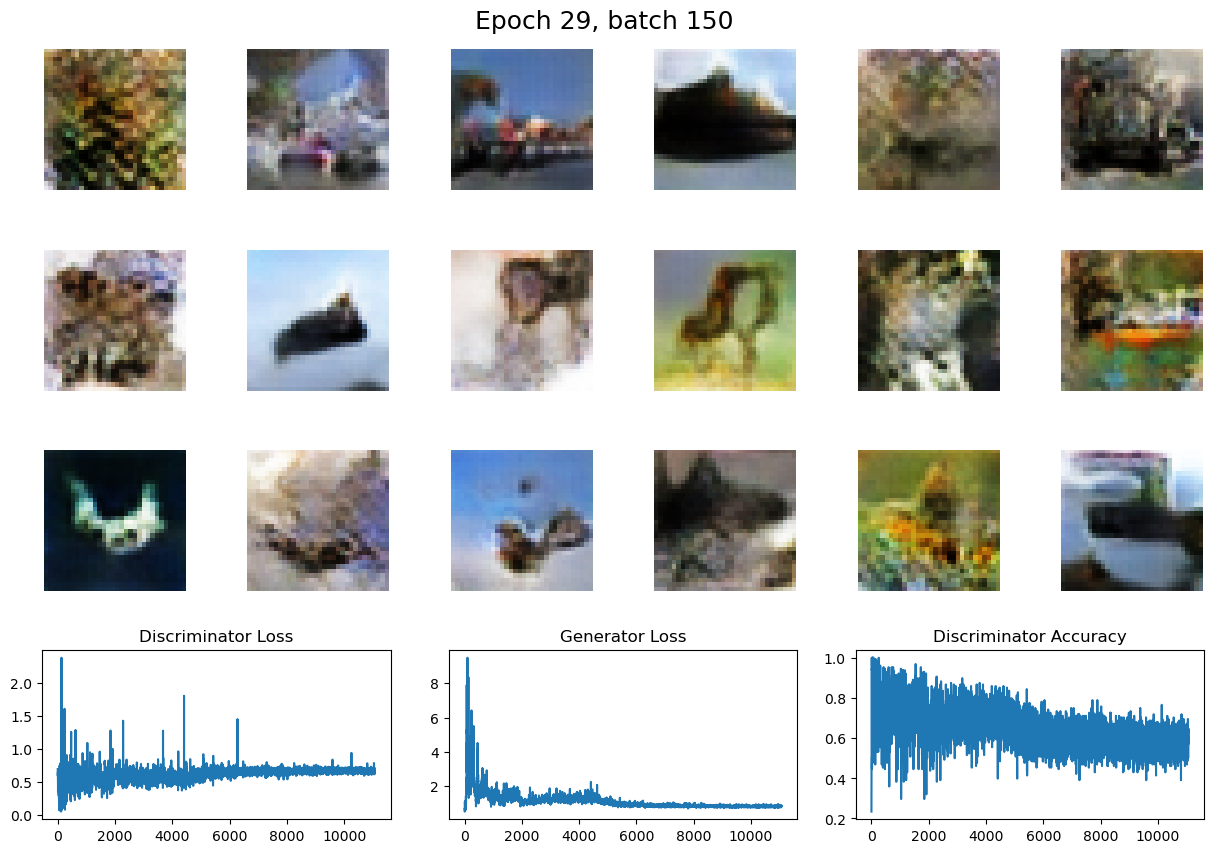 Epoch 29, batch 150
Discriminator Loss
Generator Loss
Discriminator Accuracy
2.0
1.5
1.0
0.5
0.0
0 2000 4000 6000 8000 10000
8
6
4
2
0 2000 4000 6000 8000 10000
1.0
0.8
0.6
0.4
0.2
0 2000 4000 6000 8000 10000